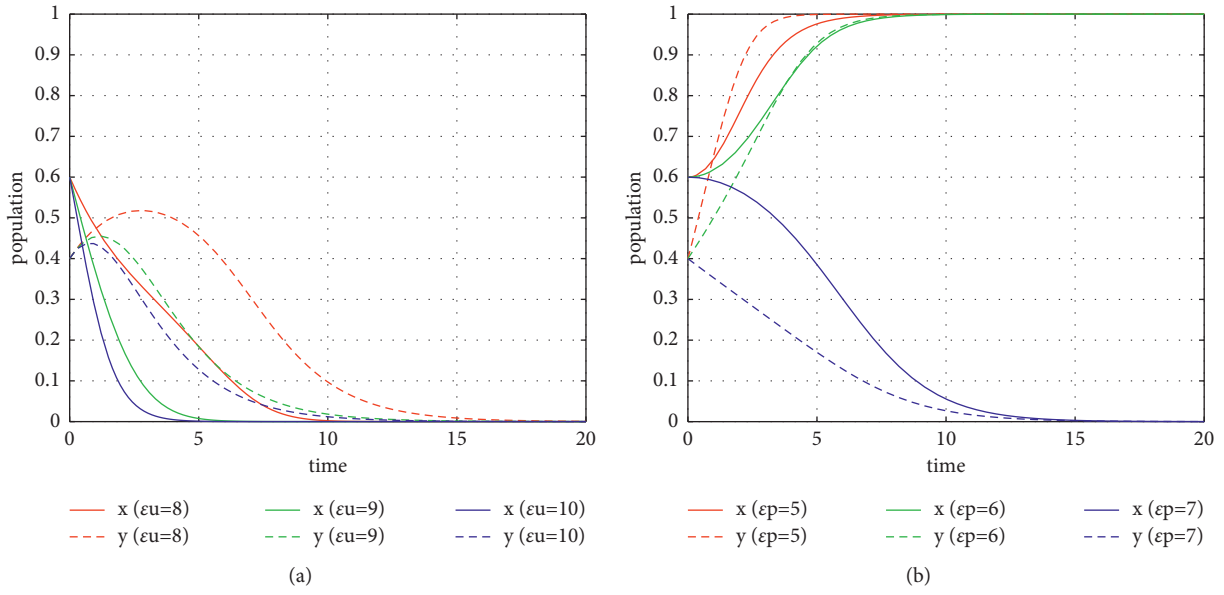 1
0.9
0.8
0.7
0.6
0.5
0.4
0.3
0.2
0.1
0
population
0 5 10 15 20
time
x (εu=8) x (εu=9) x (εu=10)
y (εu=8) y (εu=9) y (εu=10)
(a)
1
0.9
0.8
0.7
0.6
0.5
0.4
0.3
0.2
0.1
0
population
0 5 10 15 20
time
x (εp=5) x (εp=6) x (εp=7)
y (εp=5) y (εp=6) y (εp=7)
(b)